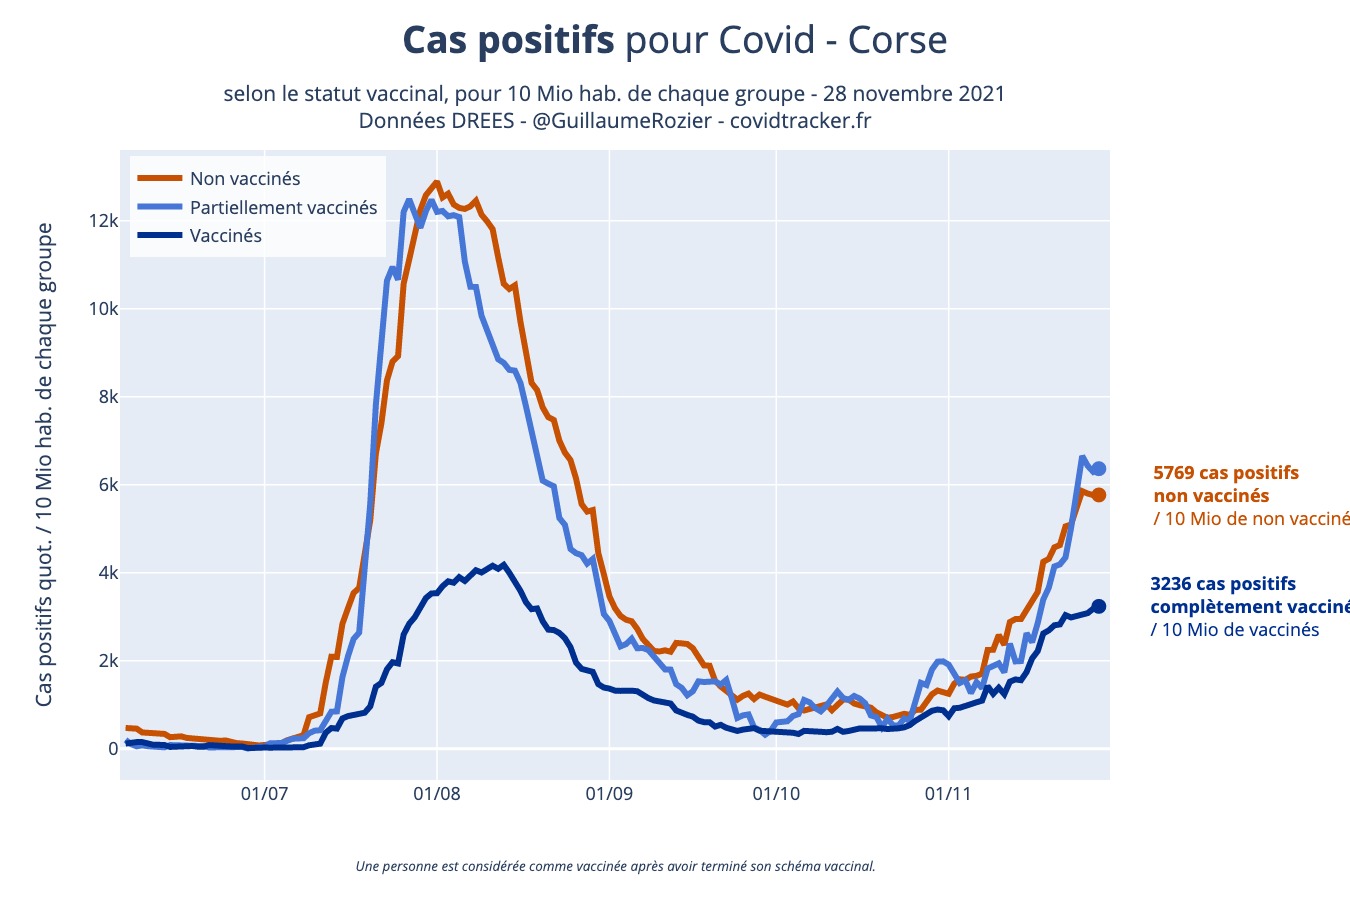 Cas positifs pour Covid - Corse
selon le statut vaccinal, pour 10 Mio hab. de chaque groupe - 28 novembre 2021
Données DREES - @GuillaumeRozier - covidtracker.fr
Cas positifs quot. / 10 Mio hab. de chaque groupe
Non vaccinés
Partiellement vaccinés
Vaccinés
12k
10k
8k
6k
4k
2k
0
01/07
01/08
01/09
01/10
01/11
5769 cas positifs
non vaccinés
/ 10 Mio de non vacciné
3236 cas positifs
complètement vacciné
/ 10 Mio de vaccinés
Une personne est considérée comme vaccinée après avoir terminé son schéma vaccinal.